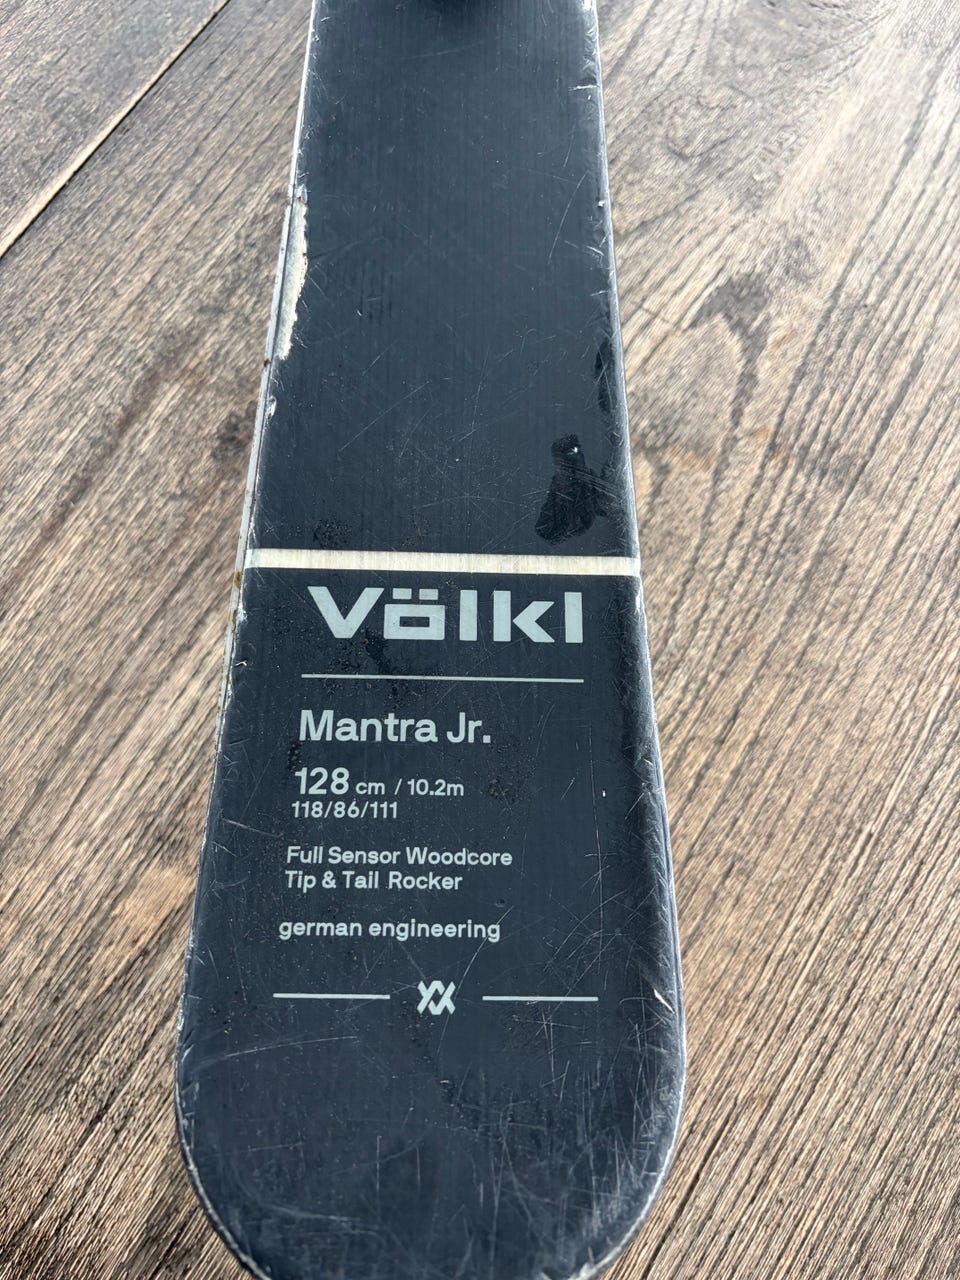 Völkl
Mantra Jr.
128 cm / 10.2m
118/86/111
Full Sensor Woodcore
Tip & Tail Rocker
german engineering